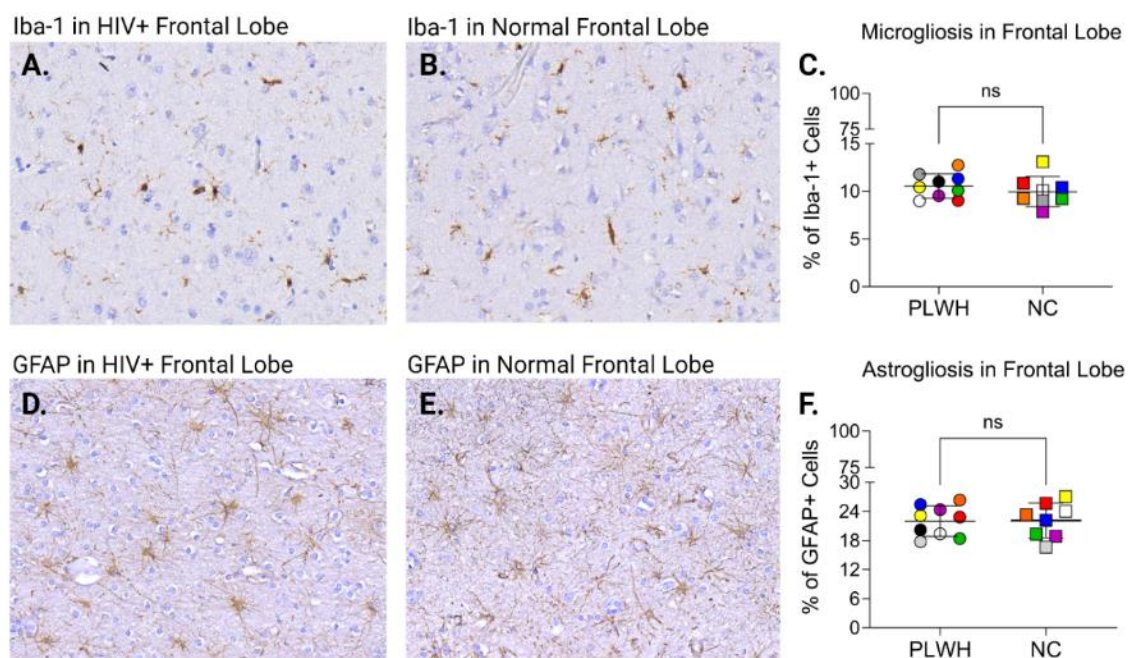 Iba-1 in HIV+ Frontal Lobe
A.
Iba-1 in Normal Frontal Lobe
B.
Microgliosis in Frontal Lobe
C.
ns
% of Iba-1+ Cells
100
75
15
10
5
0
PLWH
NC
GFAP in HIV+ Frontal Lobe
D.
GFAP in Normal Frontal Lobe
E.
Astrogliosis in Frontal Lobe
F.
ns
% of GFAP+ Cells
100
75
30
24
18
12
6
0
PLWH
NC